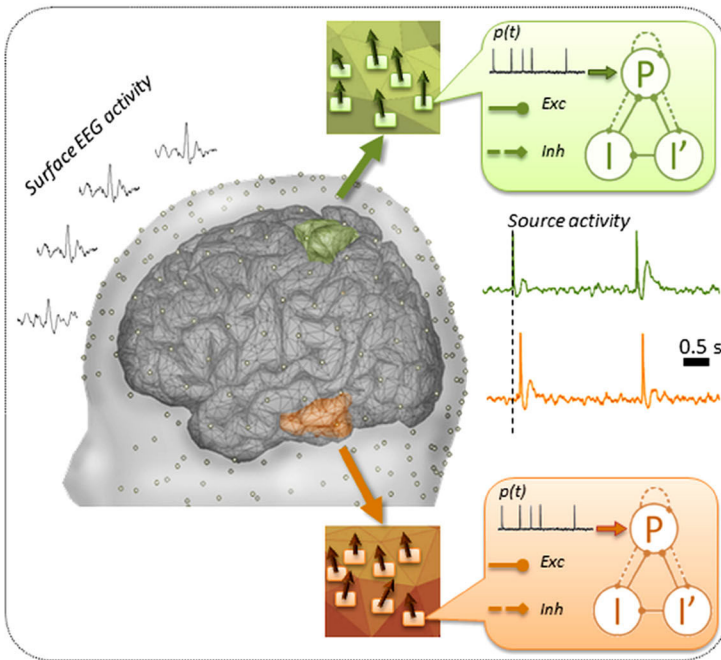 Surface EEG activity
p(t)
Exc
Inh
P
I
I’
Source activity
0.5 s
p(t)
Exc
Inh
P
I
I’